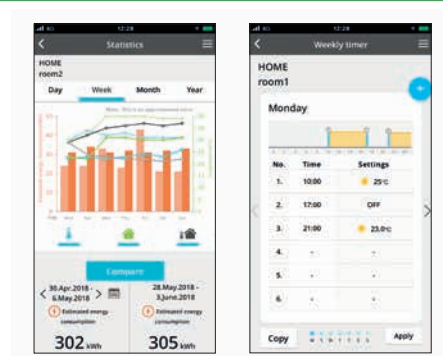 4G 12:28
Statistics
HOME
room2
Day Week Month Year
Compare
30.Apr.2018 -
6.May.2018
Estimated energy
consumption
302 kWh
28.May.2018 -
3.June.2018
Estimated energy
consumption
305 kWh
4G 12:28
Weekly timer
HOME
room1
Monday
No. Time Settings
1. 10:00 25°C
2. 17:00 OFF
3. 21:00 23.0°C
4. - -
5. - -
6. - -
Copy M T W T F S S Apply